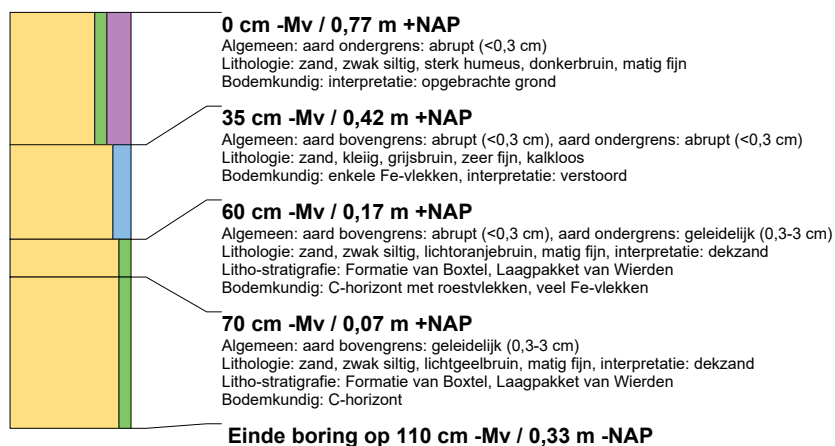 0 cm -Mv / 0,77 m +NAP
Algemeen: aard ondergrens: abrupt (<0,3 cm)
Lithologie: zand, zwak siltig, sterk humeus, donkerbruin, matig fijn
Bodemkundig: interpretatie: opgebrachte grond
35 cm -Mv / 0,42 m +NAP
Algemeen: aard bovengrens: abrupt (<0,3 cm), aard ondergrens: abrupt (<0,3 cm)
Lithologie: zand, kleiig, grijsbruin, zeer fijn, kalkloos
Bodemkundig: enkele Fe-vlekken, interpretatie: verstoord
60 cm -Mv / 0,17 m +NAP
Algemeen: aard bovengrens: abrupt (<0,3 cm), aard ondergrens: geleidelijk (0,3-3 cm)
Lithologie: zand, zwak siltig, lichtoranjebruin, matig fijn, interpretatie: dekzand
Litho-stratigrafie: Formatie van Boxtel, Laagpakket van Wierden
Bodemkundig: C-horizont met roestvlekken, veel Fe-vlekken
70 cm -Mv / 0,07 m +NAP
Algemeen: aard bovengrens: geleidelijk (0,3-3 cm)
Lithologie: zand, zwak siltig, lichtgeelbruin, matig fijn, interpretatie: dekzand
Litho-stratigrafie: Formatie van Boxtel, Laagpakket van Wierden
Bodemkundig: C-horizont
Einde boring op 110 cm -Mv / 0,33 m -NAP